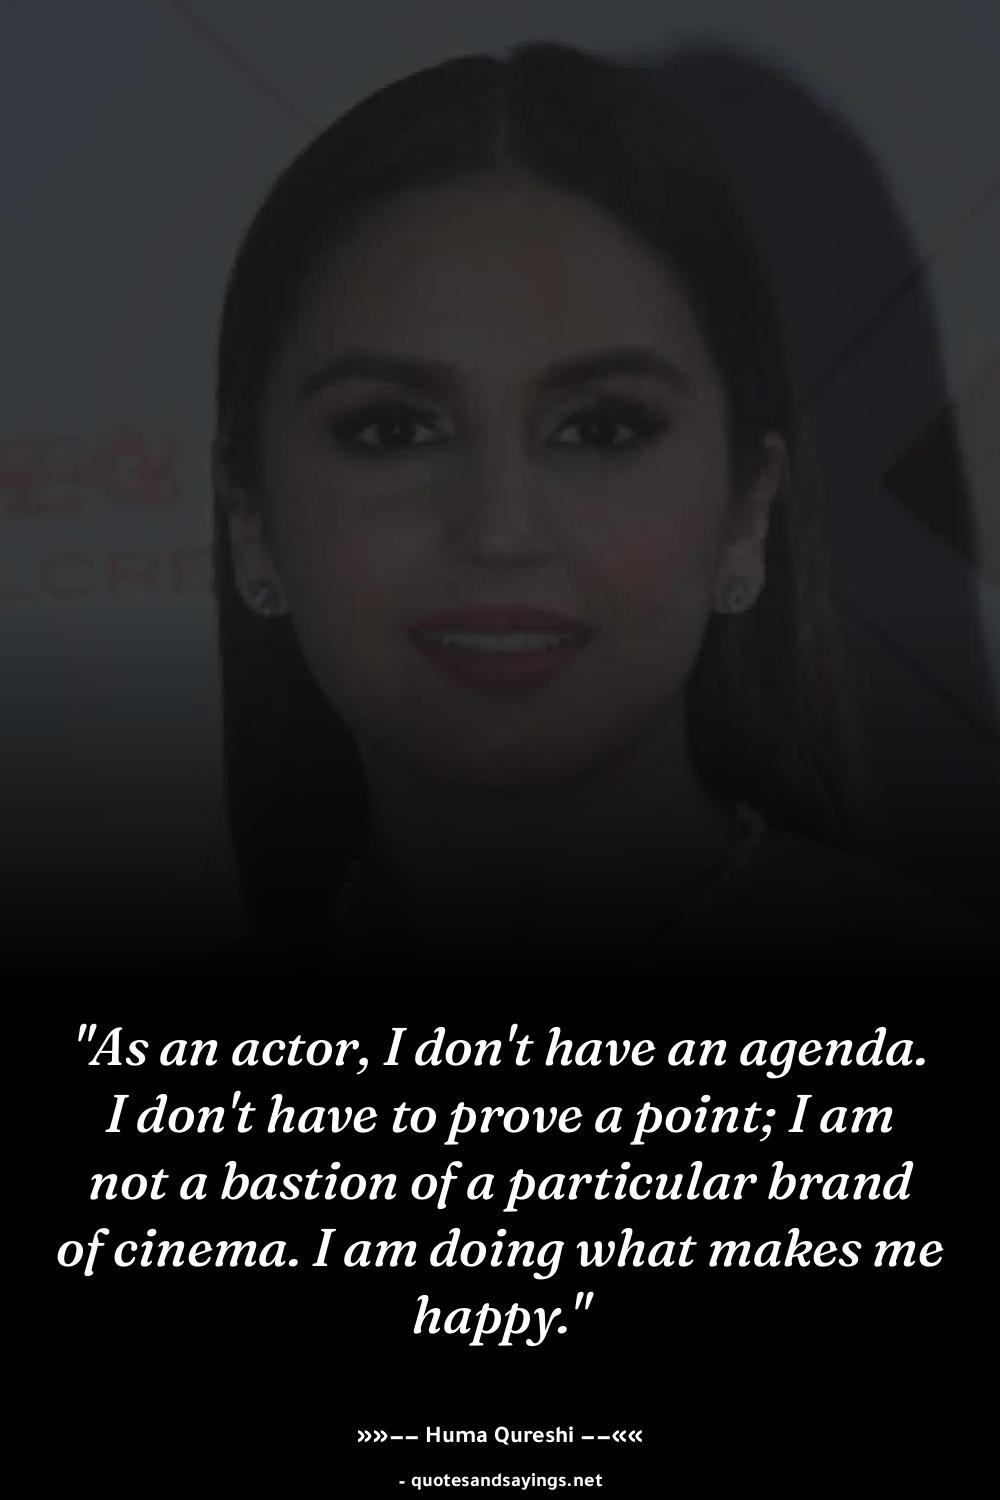 LCRE
"As an actor, I don't have an agenda.
I don't have to prove a point; I am
not a bastion of a particular brand
of cinema. I am doing what makes me
happy."
»»−− Huma Qureshi −−««
- quotesandsayings.net